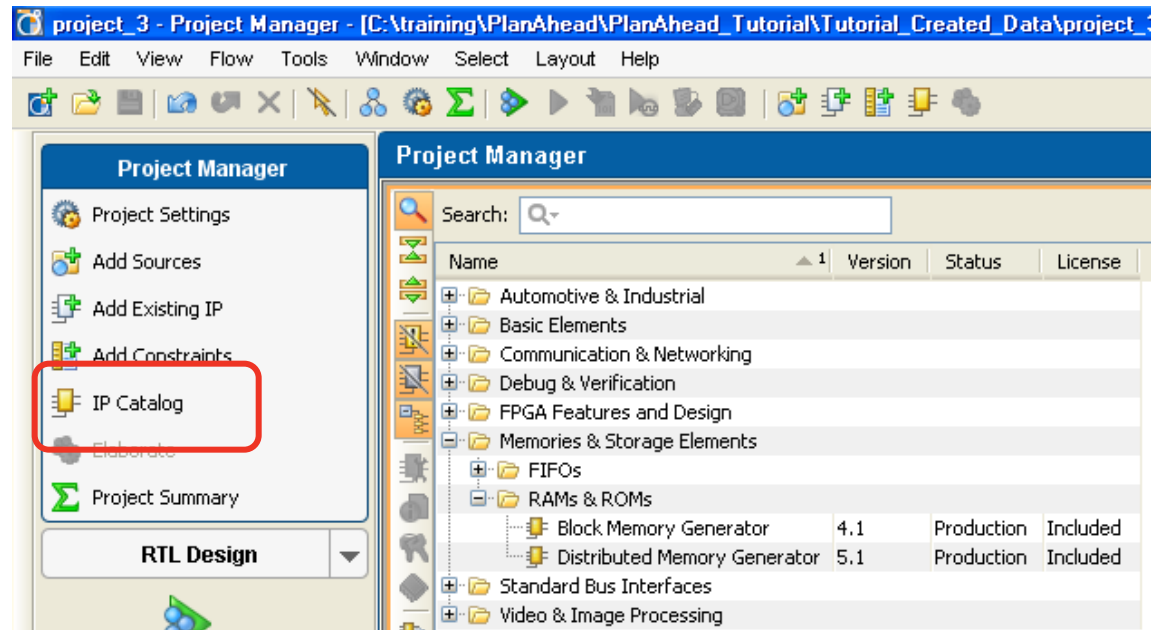 project_3 - Project Manager - [C:\training\PlanAhead\PlanAhead_Tutorial\Tutorial_Created_Data\project_3
File Edit View Flow Tools Window Select Layout Help
Project Manager
Project Settings
Add Sources
Add Existing IP
Add Constraints
IP Catalog
Elaborate
Project Summary
RTL Design
Project Manager
Search:
Name 1 Version Status License
Automotive & Industrial
Basic Elements
Communication & Networking
Debug & Verification
FPGA Features and Design
Memories & Storage Elements
FIFOs
RAMs & ROMs
Block Memory Generator 4.1 Production Included
Distributed Memory Generator 5.1 Production Included
Standard Bus Interfaces
Video & Image Processing